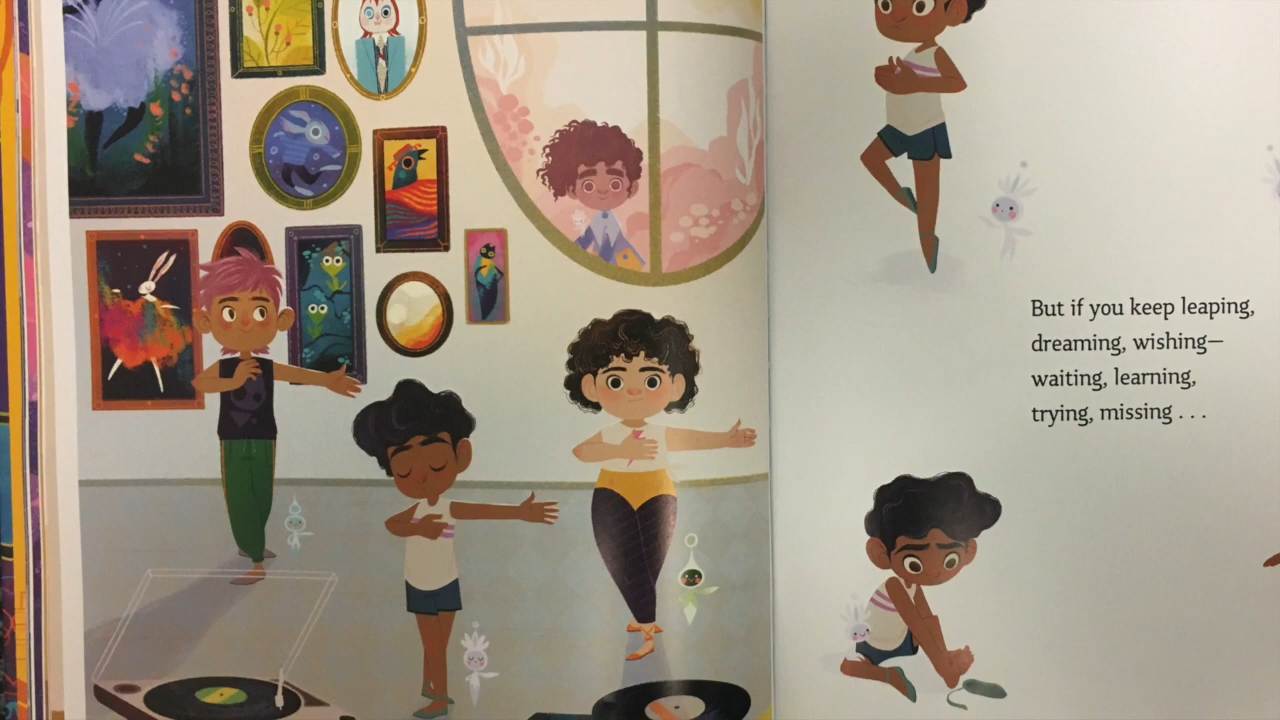 But if you keep leaping,
dreaming, wishing—
waiting, learning,
trying, missing . . .